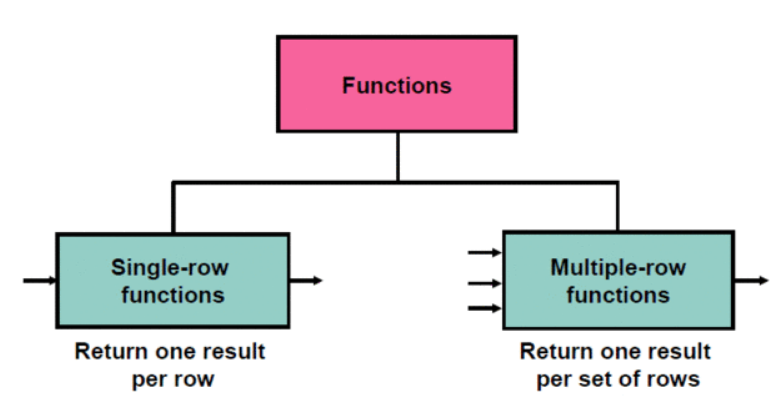 Functions
Single-row
functions
Return one result
per row
Multiple-row
functions
Return one result
per set of rows